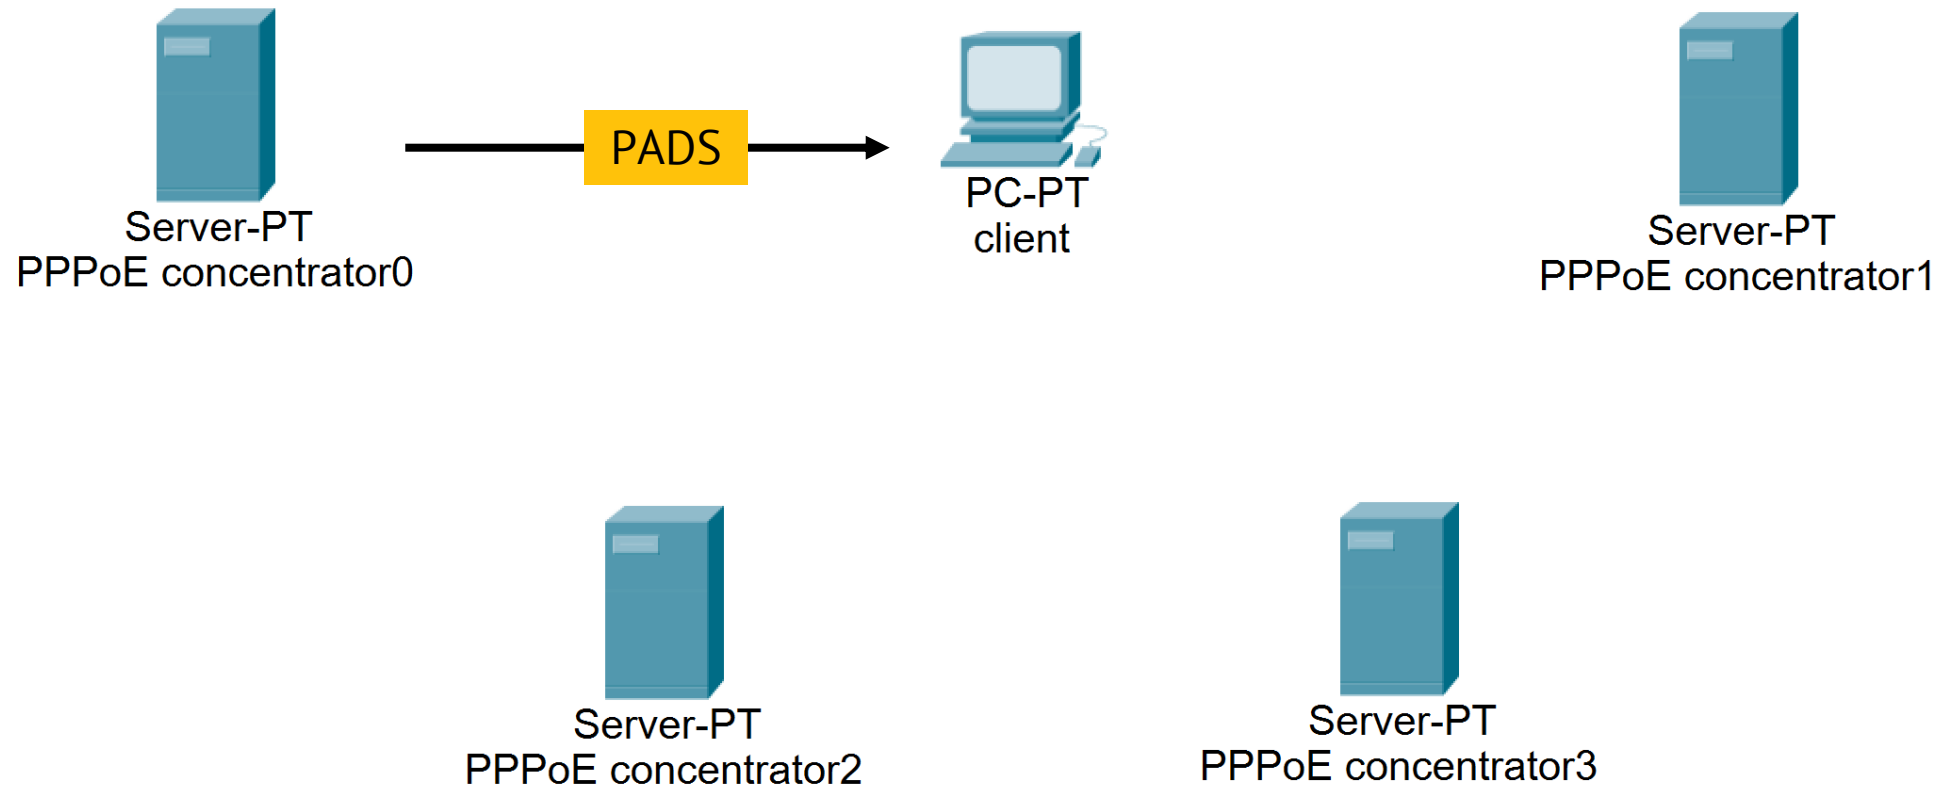 PADS
Server-PT
PPPoE concentrator0
PC-PT
client
Server-PT
PPPoE concentrator1
Server-PT
PPPoE concentrator2
Server-PT
PPPoE concentrator3